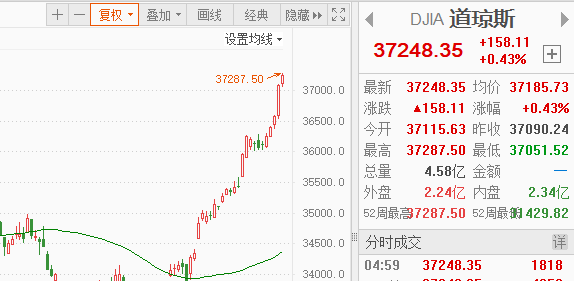 复权 叠加 画线 经典 隐藏
设置均线
37287.50
37000.0
36500.0
36000.0
35500.0
35000.0
34500.0
34000.0
DJIA 道琼斯
37248.35 +158.11
+0.43%
最新 37248.35 均价 37185.73
涨跌 ▲158.11 涨幅 +0.43%
今开 37115.63 昨收 37090.24
最高 37287.50 最低 37051.52
总量 4.58亿 金额 —
外盘 2.24亿 内盘 2.34亿
52周最高 37287.50 52周最新 31429.82
分时成交 详
04:59 37248.35 1818